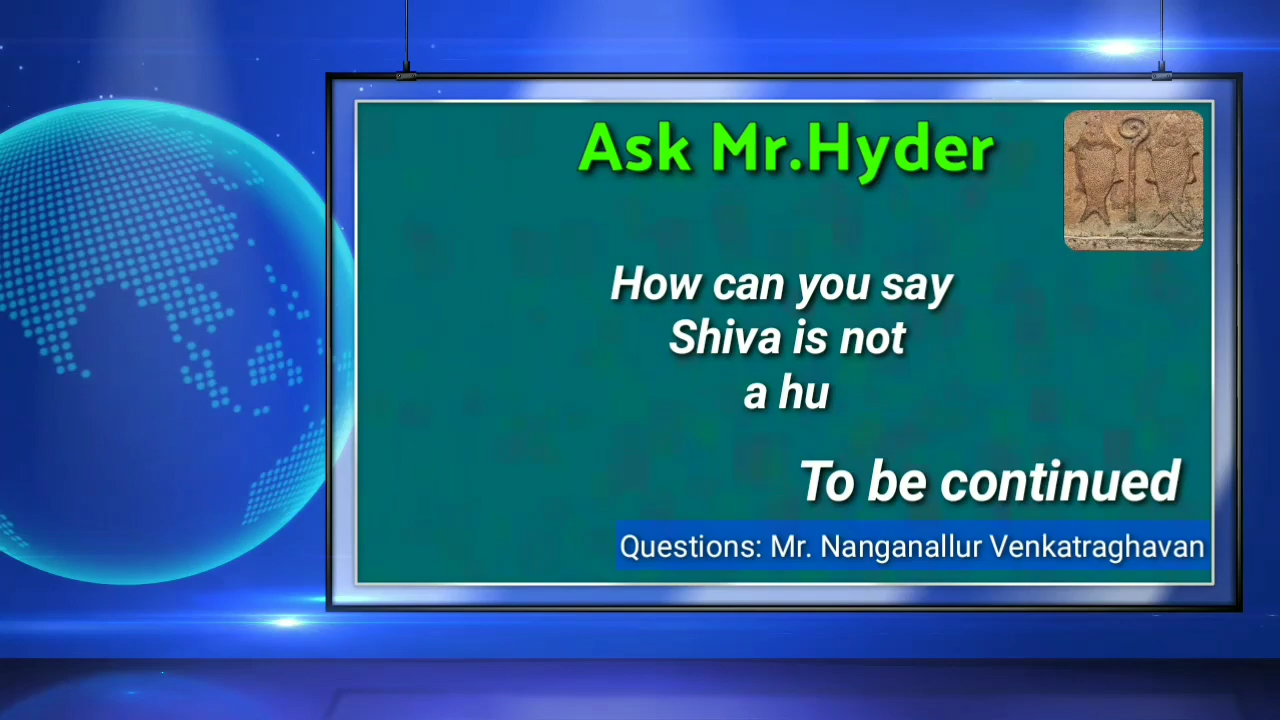 Ask Mr.Hyder
How can you say
Shiva is not
a hu
To be continued
Questions: Mr. Nanganallur Venkatraghavan